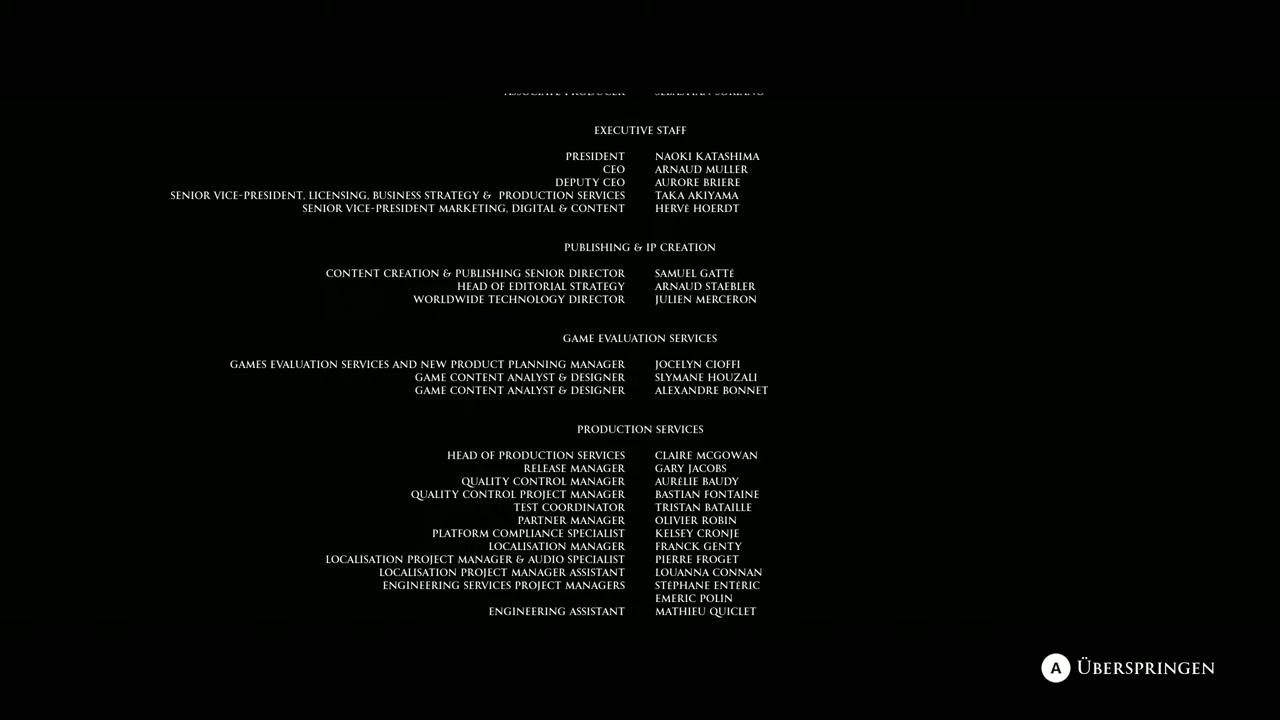 ASSOCIATE PRODUCER SEBASTIAN SORIANO
EXECUTIVE STAFF
PRESIDENT NAOKI KATASHIMA
CEO ARNAUD MULLER
DEPUTY CEO AURORE BRIERE
SENIOR VICE-PRESIDENT, LICENSING, BUSINESS STRATEGY & PRODUCTION SERVICES TAKA AKIYAMA
SENIOR VICE-PRESIDENT MARKETING, DIGITAL & CONTENT HERVÉ HOERDT
PUBLISHING & IP CREATION
CONTENT CREATION & PUBLISHING SENIOR DIRECTOR SAMUEL GATTÉ
HEAD OF EDITORIAL STRATEGY ARNAUD STAEBLER
WORLDWIDE TECHNOLOGY DIRECTOR JULIEN MERCERON
GAME EVALUATION SERVICES
GAMES EVALUATION SERVICES AND NEW PRODUCT PLANNING MANAGER JOCELYN CIOFFI
GAME CONTENT ANALYST & DESIGNER SLYMANE HOUZALI
GAME CONTENT ANALYST & DESIGNER ALEXANDRE BONNET
PRODUCTION SERVICES
HEAD OF PRODUCTION SERVICES CLAIRE MCGOWAN
RELEASE MANAGER GARY JACOBS
QUALITY CONTROL MANAGER AURÉLIE BAUDY
QUALITY CONTROL PROJECT MANAGER BASTIAN FONTAINE
TEST COORDINATOR TRISTAN BATAILLE
PARTNER MANAGER OLIVIER ROBIN
PLATFORM COMPLIANCE SPECIALIST KELSEY CRONJE
LOCALISATION MANAGER FRANCK GENTY
LOCALISATION PROJECT MANAGER & AUDIO SPECIALIST PIERRE FROGET
LOCALISATION PROJECT MANAGER ASSISTANT LOUANNA CONNAN
ENGINEERING SERVICES PROJECT MANAGERS STÉPHANE ENTÉRIC
EMERIC POLIN
ENGINEERING ASSISTANT MATHIEU QUICLET
A ÜBERSPRINGEN